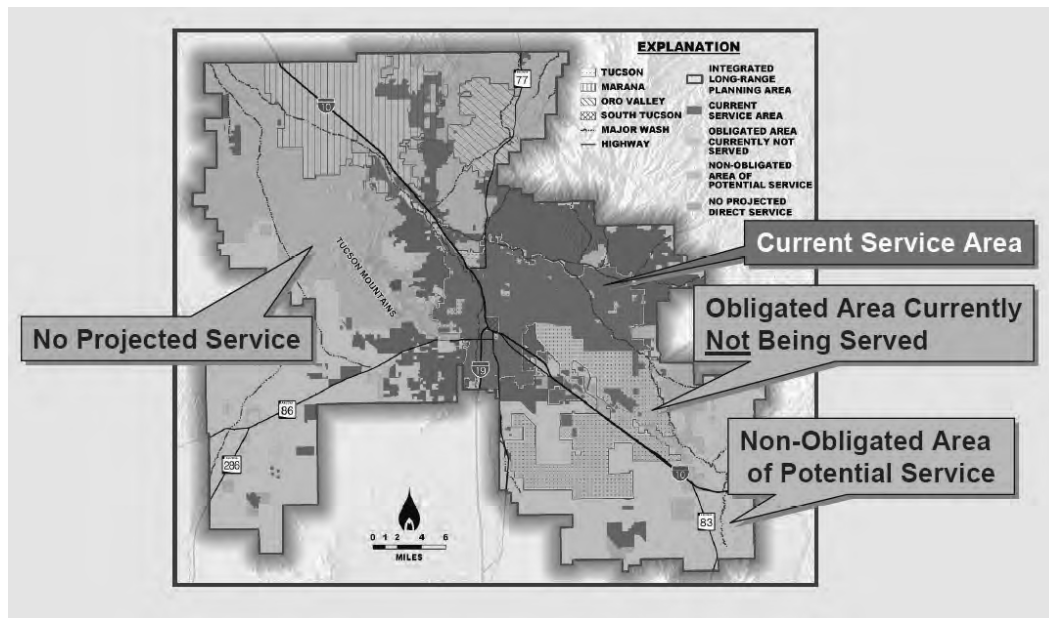 EXPLANATION
TUCSON
MARANA
ORO VALLEY
SOUTH TUCSON
MAJOR WASH
HIGHWAY
INTEGRATED
LONG-RANGE
PLANNING AREA
CURRENT
SERVICE AREA
OBLIGATED AREA
CURRENTLY NOT
SERVED
NON-OBLIGATED
AREA OF
POTENTIAL SERVICE
NO PROJECTED
DIRECT SERVICE
77
10
TUCSON MOUNTAINS
Current Service Area
Obligated Area Currently
Not Being Served
No Projected Service
19
86
286
Non-Obligated Area
of Potential Service
10
83
0 1 2 4 6
MILES